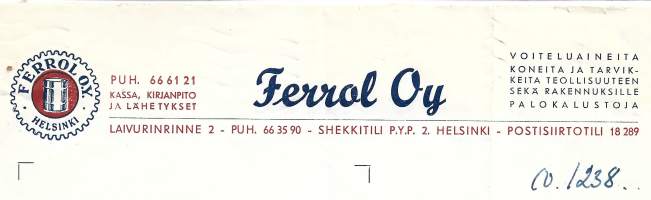 FERROL OY
HELSINKI
PUH. 66 61 21
KASSA, KIRJANPITO
JA LÄHETYKSET
Ferrol Oy
VOITELUAINEITA
KONEITA JA TARVIK-
KEITA TEOLLISUUTEEN
SEKÄ RAKENNUKSILLE
PALOKALUSTOJA
LAIVURINRINNE 2 - PUH. 66 35 90 - SHEKKITILI P.Y.P. 2. HELSINKI - POSTISIIRTOTILI 18 289
N. 1238.